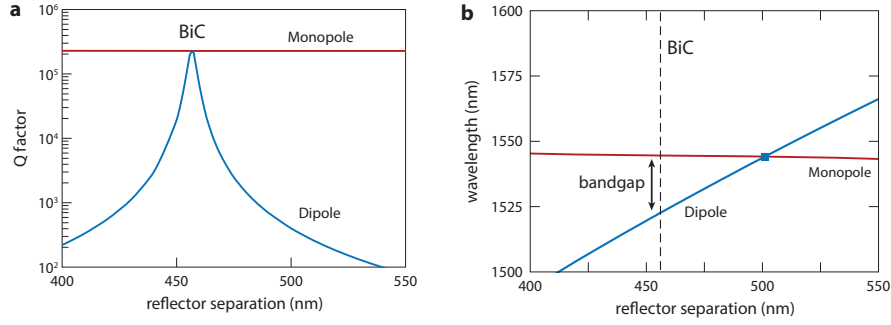 a
10⁶
10⁵
10⁴
10³
10²
Q factor
BiC
Monopole
Dipole
400
450
500
550
reflector separation (nm)
b
1600
1575
1550
1525
1500
wavelength (nm)
BiC
bandgap
Monopole
Dipole
400
450
500
550
reflector separation (nm)